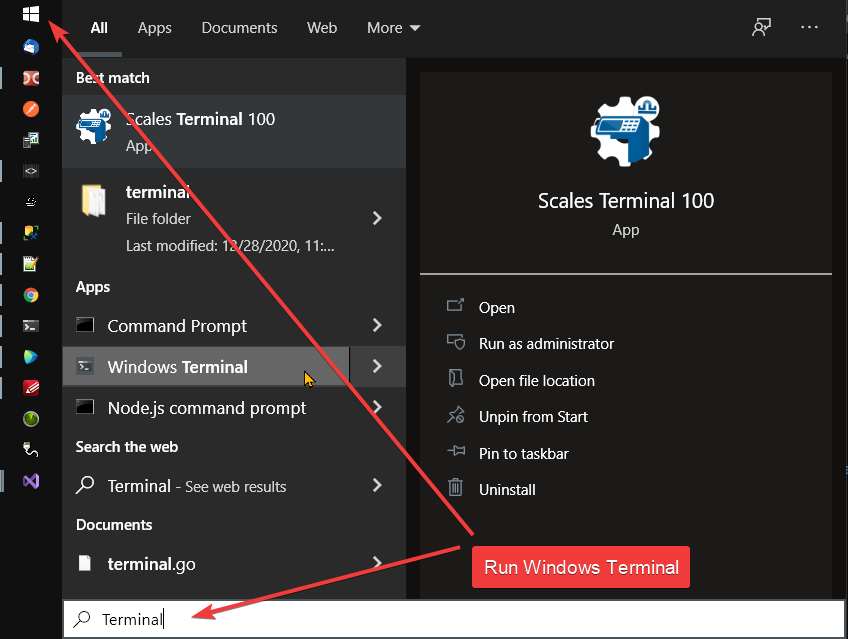 All Apps Documents Web More
Best match
Scales Terminal 100
App
terminal
File folder
Last modified: 12/28/2020, 11:...
Apps
Command Prompt
Windows Terminal
Node.js command prompt
Search the web
Terminal - See web results
Documents
terminal.go
Scales Terminal 100
App
Open
Run as administrator
Open file location
Unpin from Start
Pin to taskbar
Uninstall
Run Windows Terminal
Terminal